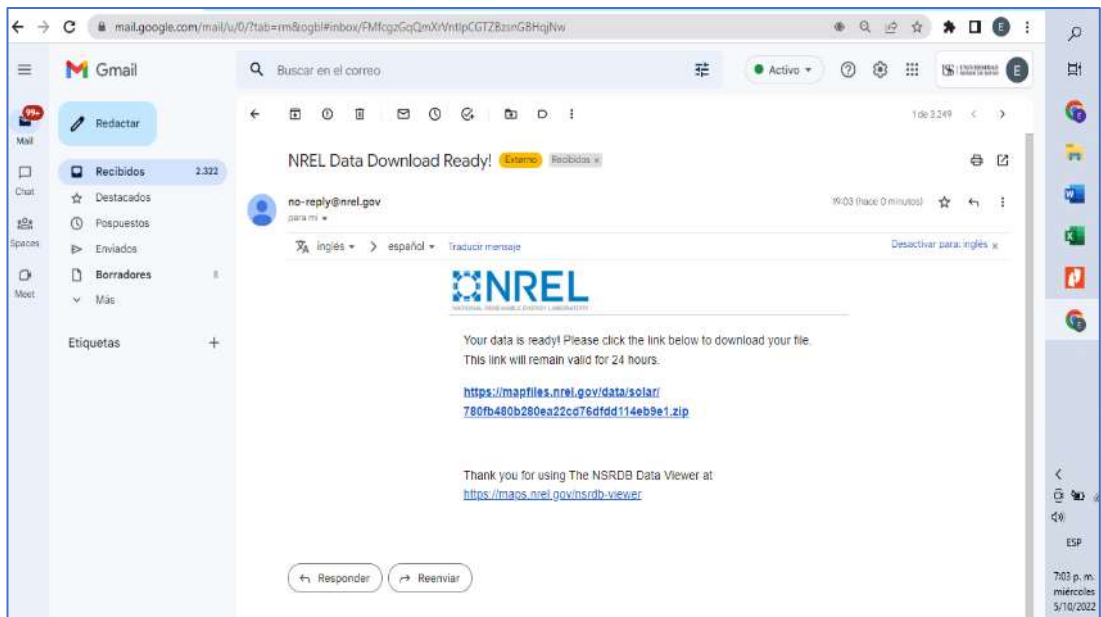 mail.google.com/mail/u/0/?tab=rm&ogbl#inbox/
E
Gmail
Buscar en el correo
Activo
E
99+
Mail
Redactar
1 de 3.249
Chat
Recibidos 2.322
NREL Data Download Ready! Externo Recibidos x
Destacados
no-reply@nrel.gov
19:03 (hace 0 minutos)
para mí
Pospuestos
Spaces
Enviados
inglés > español Traducir mensaje
Desactivar para: inglés x
Borradores 8
Meet
Más
NREL
NATIONAL RENEWABLE ENERGY LABORATORY
Etiquetas +
Your data is ready! Please click the link below to download your file.
This link will remain valid for 24 hours.
https://mapfiles.nrel.gov/data/solar/
780fb480b280ea22cd76dfdd114eb9e1.zip
Thank you for using The NSRDB Data Viewer at
https://maps.nrel.gov/nsrdb-viewer
Responder
Reenviar
ESP
7:03 p. m.
miércoles
5/10/2022